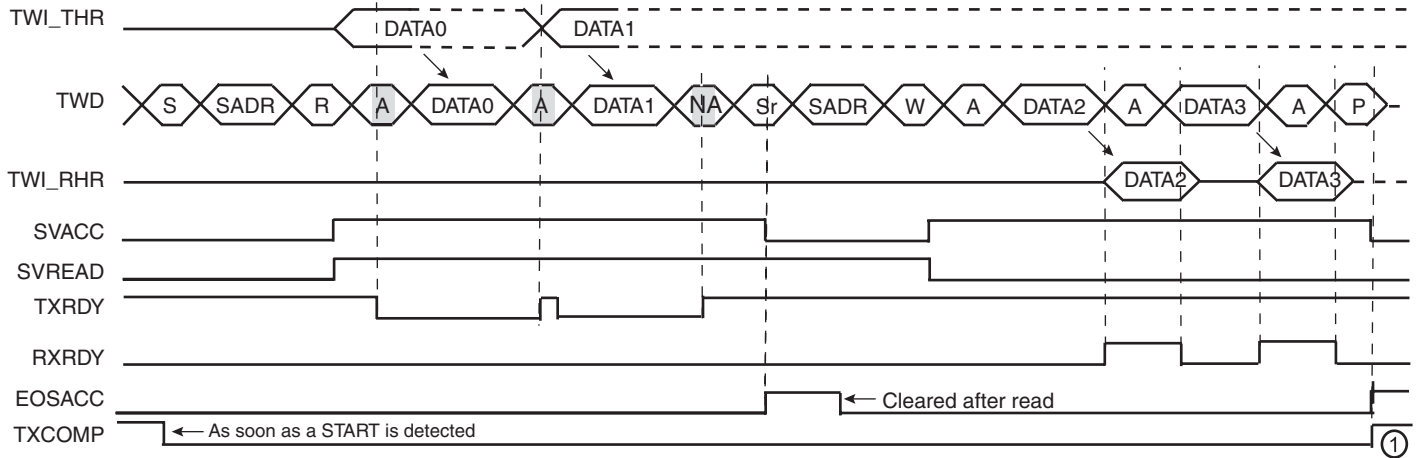 TWI_THR DATA0 DATA1
TWD S SADR R A DATA0 A DATA1 NA Sr SADR W A DATA2 A DATA3 A P
TWI_RHR DATA2 DATA3
SVACC
SVREAD
TXRDY
RXRDY
EOSACC Cleared after read
TXCOMP As soon as a START is detected 1